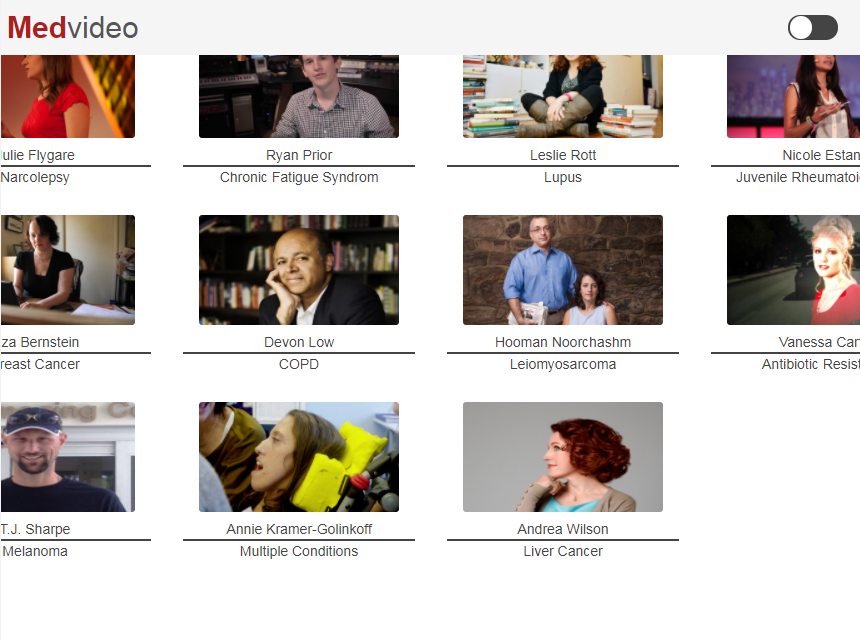 Medvideo
ulie Flygare
Ryan Prior
Leslie Rott
Nicole Estan
Narcolepsy
Chronic Fatigue Syndrom
Lupus
Juvenile Rheumatoi
za Bernstein
Devon Low
Hooman Noorchashm
Vanessa Car
reast Cancer
COPD
Leiomyosarcoma
Antibiotic Resist
T.J. Sharpe
Annie Kramer-Golinkoff
Andrea Wilson
Melanoma
Multiple Conditions
Liver Cancer